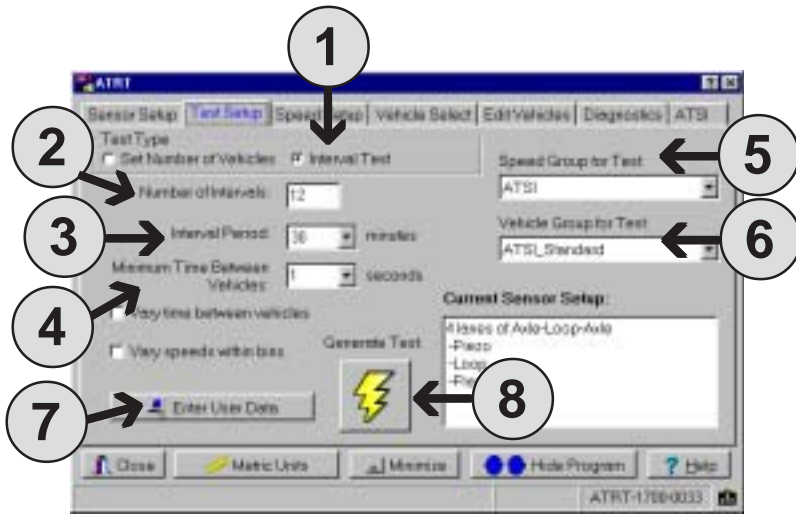 1
ATRT
Sensor Setup Test Setup Speed Setup Vehicle Select Edit Vehicles Diagnostics ATSI
2
Test Type
Set Number of Vehicles Interval Test
Speed Group for Test
5
Number of Intervals:
12
ATSI
3
Interval Period:
30
minutes
Vehicle Group for Test
6
ATSI_Standard
4
Minimum Time Between
Vehicles:
1
seconds
Vary time between vehicles
Current Sensor Setup:
4 lanes of Axle-Loop-Axle
-Piezo
-Loop
Vary speeds within bins
Generate Test
7
Enter User Data
8
Close
Metric Units
Minimize
Hide Program
? Help
ATRT-1700-0033